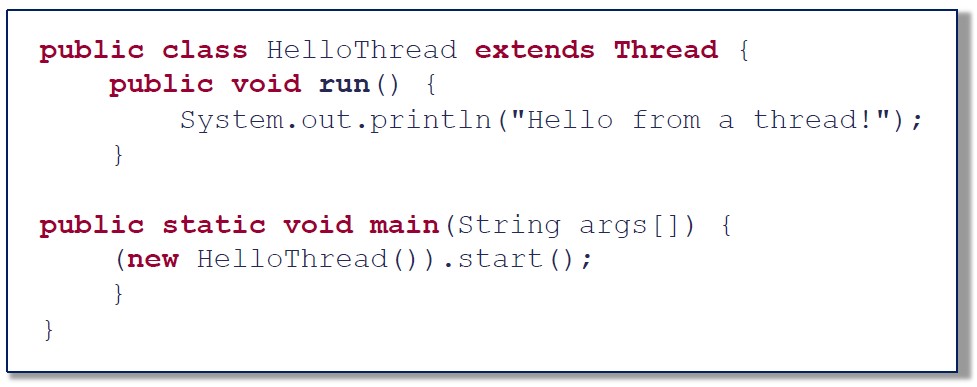 public class HelloThread extends Thread {
    public void run() {
        System.out.println("Hello from a thread!");
    }
public static void main(String args[]) {
    (new HelloThread()).start();
    }
}